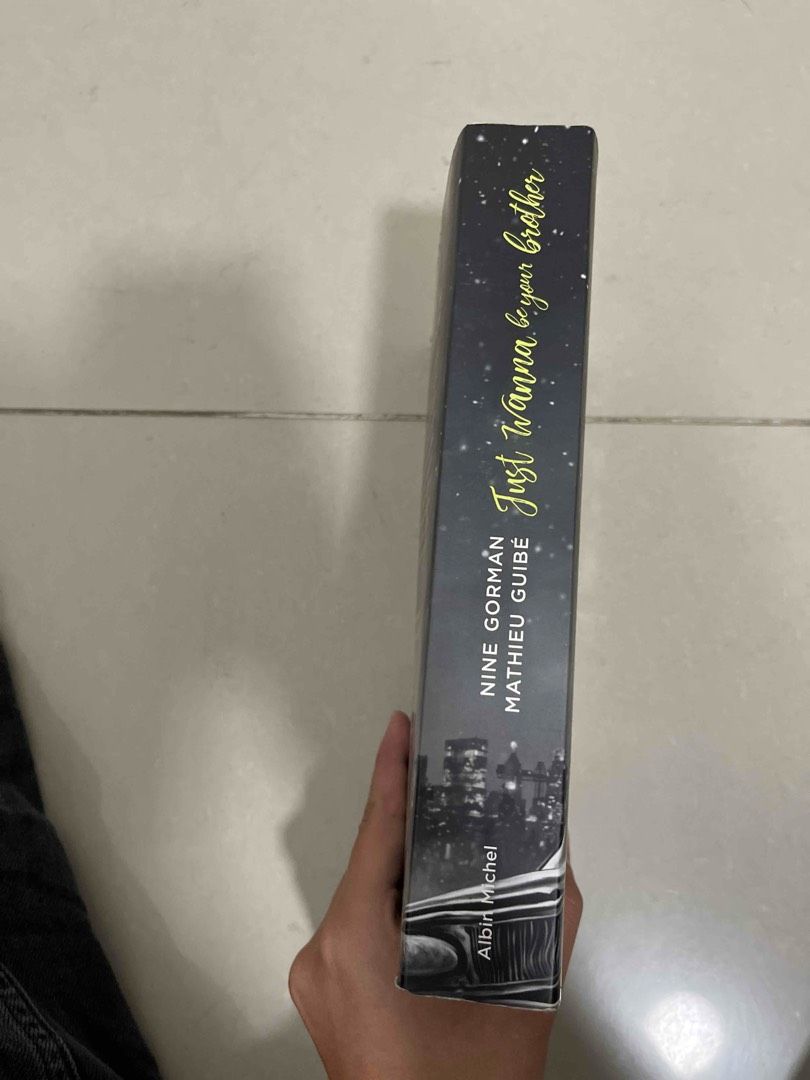 Just Wanna be your brother
NINE GORMAN
MATHIEU GUIBÉ
Albin Michel